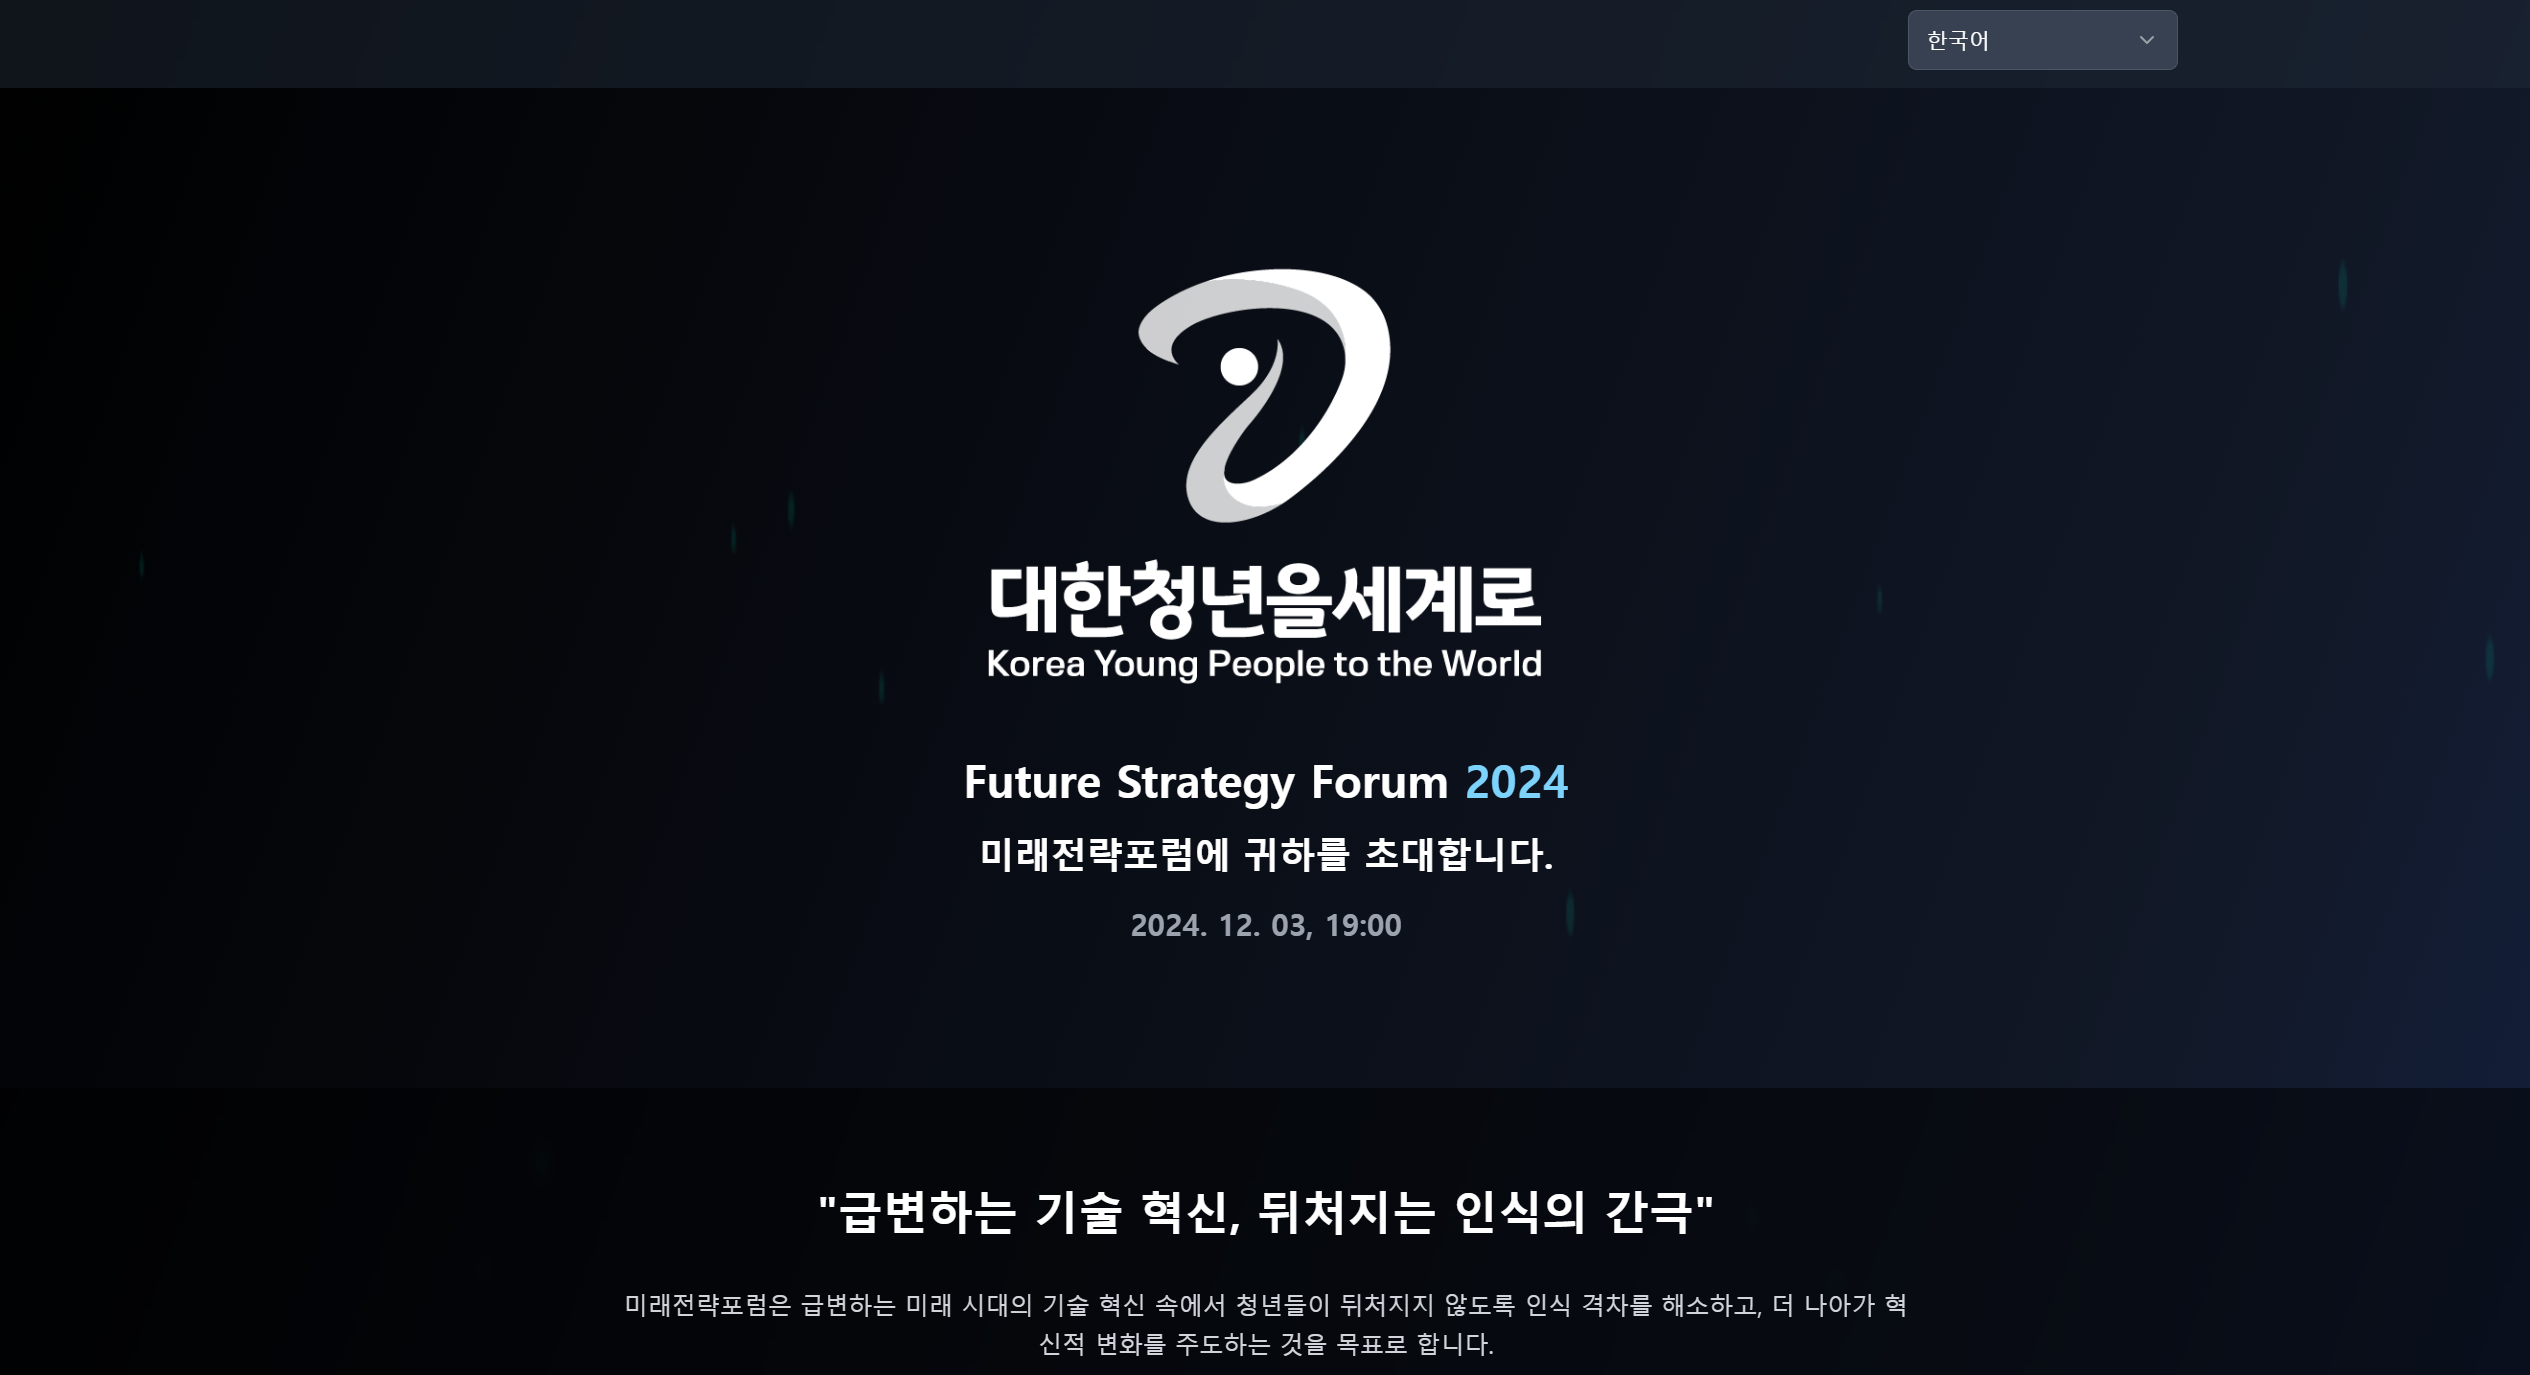 한국어
대한청년을세계로
Korea Young People to the World
Future Strategy Forum 2024
미래전략포럼에 귀하를 초대합니다.
2024. 12. 03, 19:00
"급변하는 기술 혁신, 뒤처지는 인식의 간극"
미래전략포럼은 급변하는 미래 시대의 기술 혁신 속에서 청년들이 뒤처지지 않도록 인식 격차를 해소하고, 더 나아가 혁
신적 변화를 주도하는 것을 목표로 합니다.